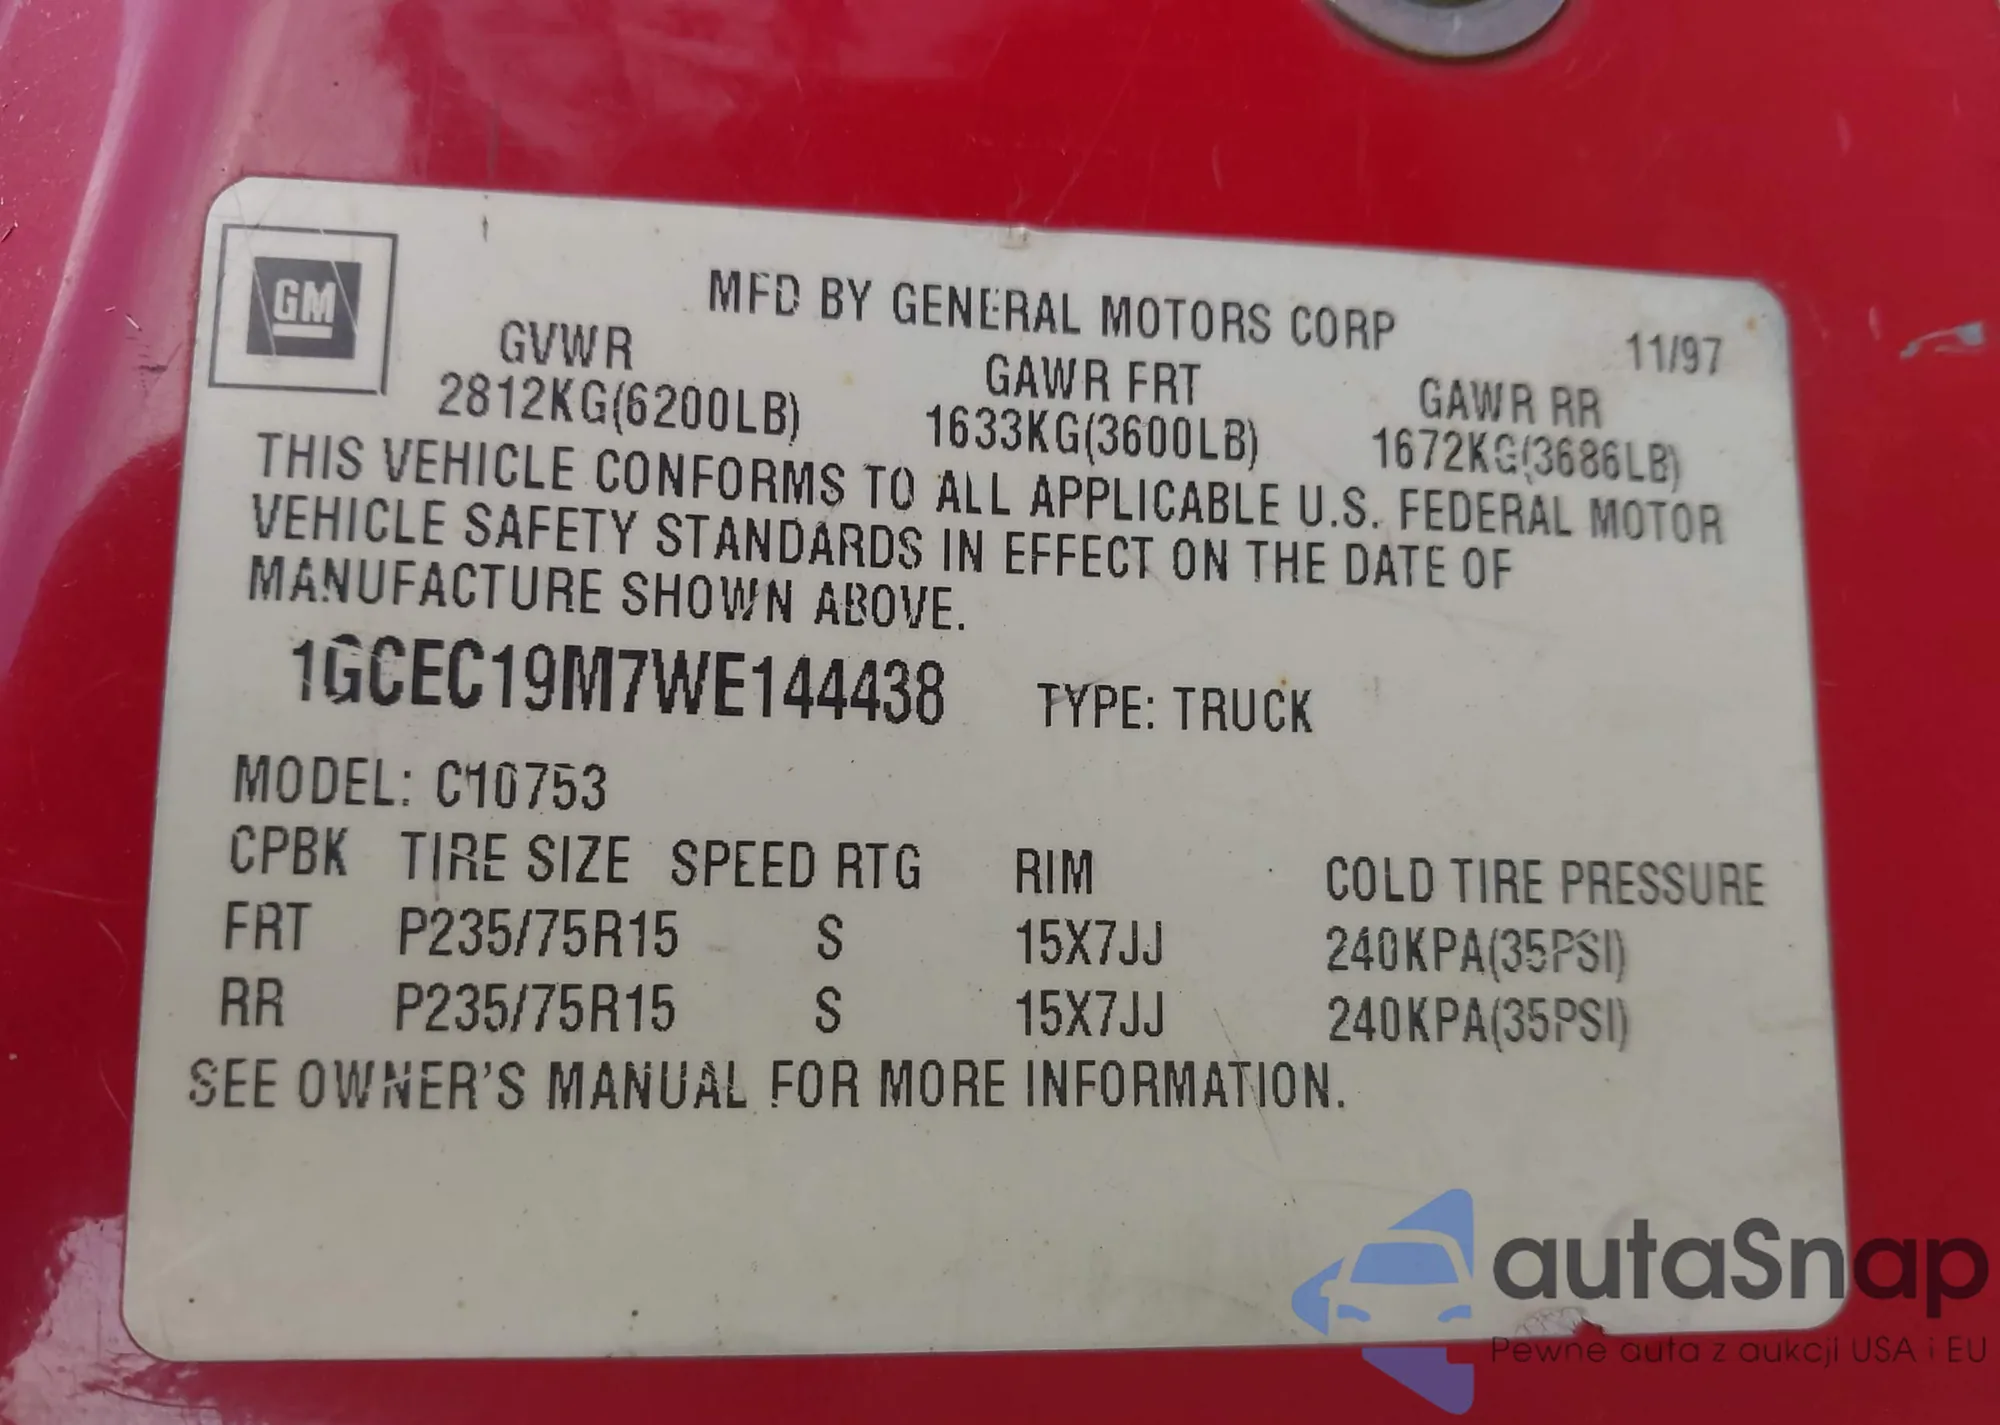 GM
MFD BY GENERAL MOTORS CORP
11/97
GVWR GAWR FRT GAWR RR
2812KG(6200LB) 1633KG(3600LB) 1672KG(3686LB)
THIS VEHICLE CONFORMS TO ALL APPLICABLE U.S. FEDERAL MOTOR
VEHICLE SAFETY STANDARDS IN EFFECT ON THE DATE OF
MANUFACTURE SHOWN ABOVE.
1GCEC19M7WE144438 TYPE: TRUCK
MODEL: C10753
CPBK TIRE SIZE SPEED RTG RIM COLD TIRE PRESSURE
FRT P235/75R15 S 15X7JJ 240KPA(35PSI)
RR P235/75R15 S 15X7JJ 240KPA(35PSI)
SEE OWNER'S MANUAL FOR MORE INFORMATION.
autaSnap
Pewne auta z aukcji USA i EU